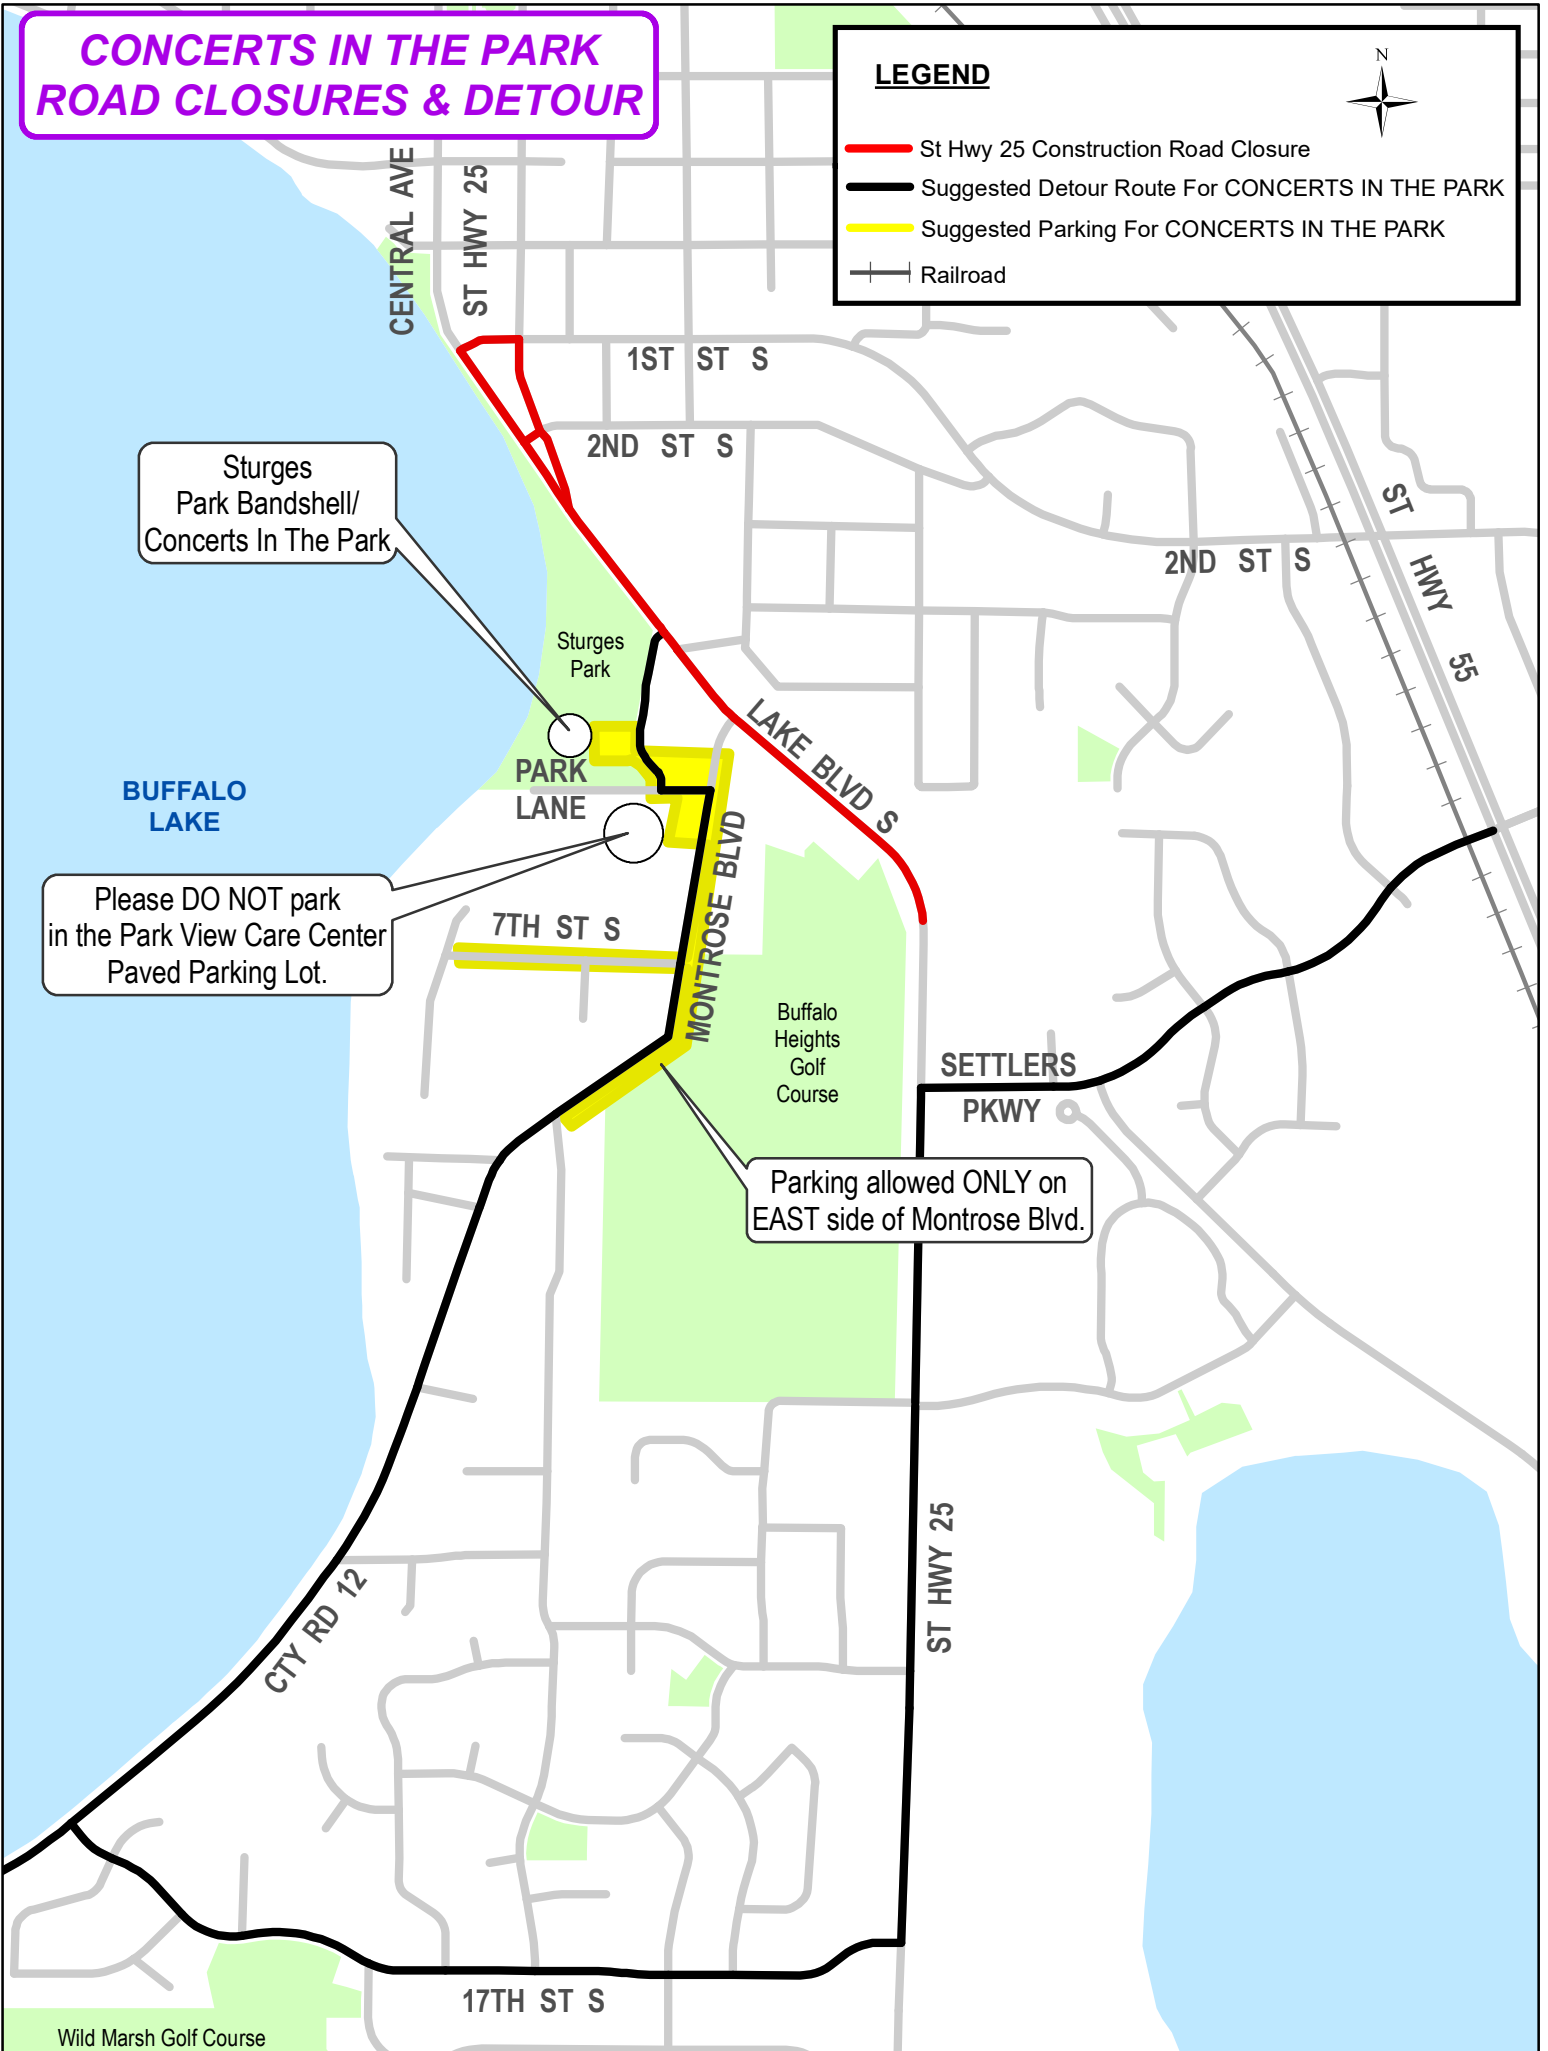 CONCERTS IN THE PARK
ROAD CLOSURES & DETOUR
LEGEND
N
St Hwy 25 Construction Road Closure
Suggested Detour Route For CONCERTS IN THE PARK
Suggested Parking For CONCERTS IN THE PARK
Railroad
CENTRAL AVE
ST HWY 25
1ST ST S
2ND ST S
Sturges
Park Bandshell/
Concerts In The Park
ST HWY 55
2ND ST S
Sturges
Park
LAKE BLVD S
PARK
LANE
BUFFALO
LAKE
MONTROSE BLVD
Please DO NOT park
in the Park View Care Center
Paved Parking Lot.
7TH ST S
Buffalo
Heights
Golf
Course
SETTLERS
PKWY
Parking allowed ONLY on
EAST side of Montrose Blvd.
ST HWY 25
CTY RD 12
17TH ST S
Wild Marsh Golf Course